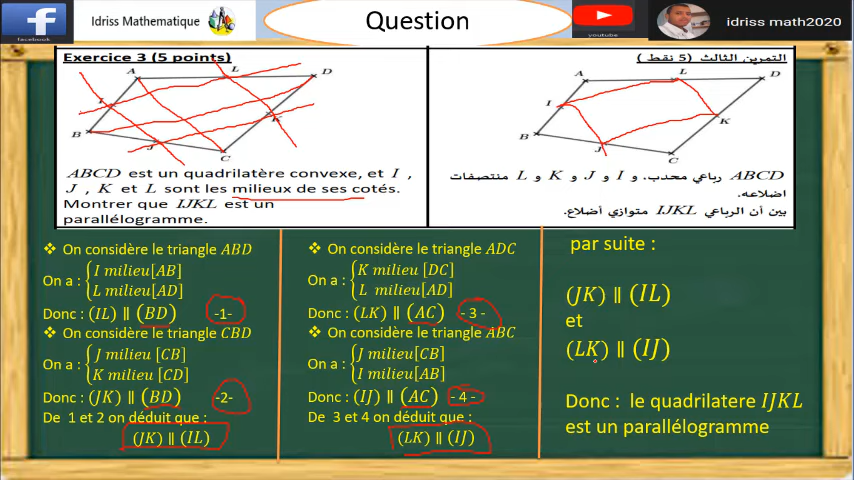 Idriss Mathematique
facebook
Question
youtube
idriss math2020
Exercice 3 (5 points)
A
L
D
I
B
J
K
C
ABCD est un quadrilatère convexe, et I ,
J , K et L sont les milieux de ses cotés.
Montrer que IJKL est un
parallélogramme.
التمرين الثالث (5 نقط )
A
L
D
I
B
J
K
C
ABCD رباعي محدب. و I و J و K و L منتصفات
اضلاعه.
بين أن الرباعي IJKL متوازي أضلاع.
❖ On considère le triangle ABD
On a : { I milieu[AB]
L milieu[AD]
Donc : (IL) ∥ (BD) -1-
❖ On considère le triangle CBD
On a : { J milieu [CB]
K milieu [CD]
Donc : (JK) ∥ (BD) -2-
De 1 et 2 on déduit que :
(JK) ∥ (IL)
❖ On considère le triangle ADC
On a : { K milieu [DC]
L milieu[AD]
Donc : (LK) ∥ (AC) - 3 -
❖ On considère le triangle ABC
On a : { J milieu[CB]
I milieu[AB]
Donc : (IJ) ∥ (AC) - 4 -
De 3 et 4 on déduit que :
(LK) ∥ (IJ)
par suite :
(JK) ∥ (IL)
et
(LK) ∥ (IJ)
Donc : le quadrilatere IJKL
est un parallélogramme